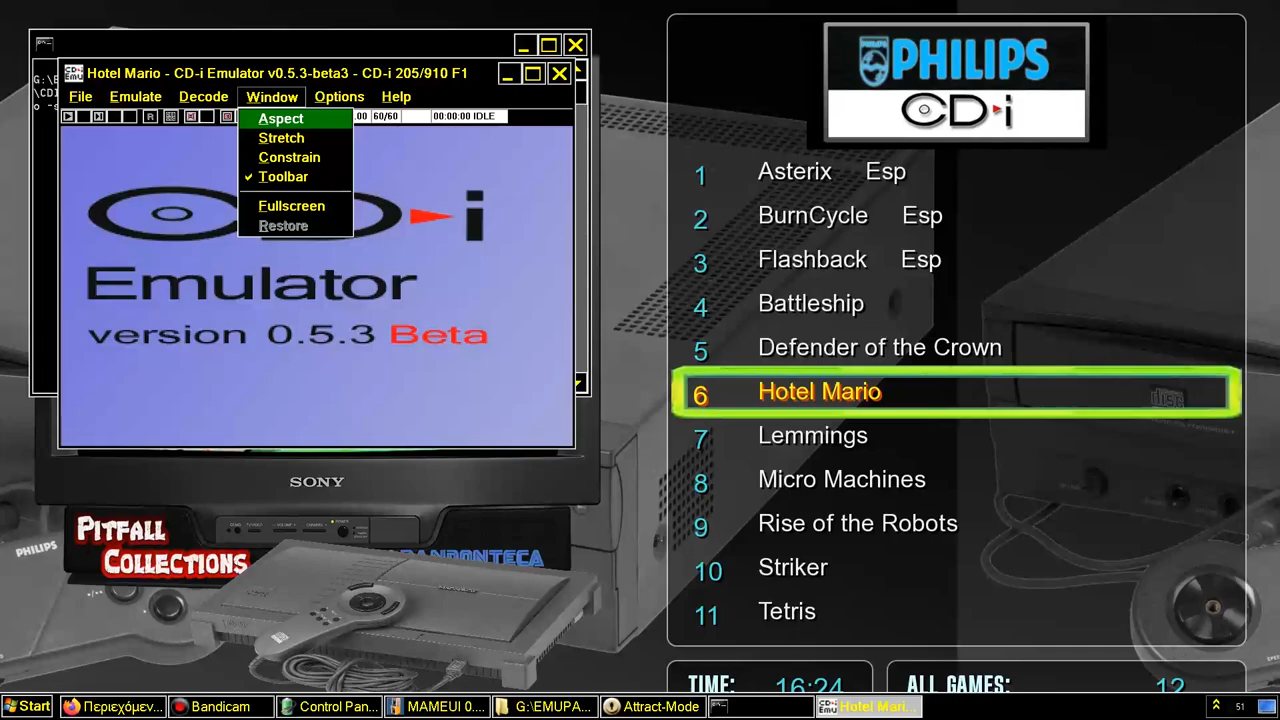 Hotel Mario - CD-i Emulator v0.5.3-beta3 - CD-i 205/910 F1
File Emulate Decode Window Options Help
.00 60/60 00:00:00 IDLE
Aspect
Stretch
Constrain
✓ Toolbar
Fullscreen
Restore
CD-i
Emulator
version 0.5.3 Beta
SONY
PITFALL
COLLECTIONS
PHILIPS
PHILIPS
CD-i
1 Asterix Esp
2 BurnCycle Esp
3 Flashback Esp
4 Battleship
5 Defender of the Crown
6 Hotel Mario
disc
7 Lemmings
8 Micro Machines
9 Rise of the Robots
10 Striker
11 Tetris
TIME: 16:24
ALL GAMES: 12
Start Περιεχόμεν... Bandicam Control Pan... MAMEUI 0.... G:\EMUPA... Attract-Mode Hotel Mari... 51